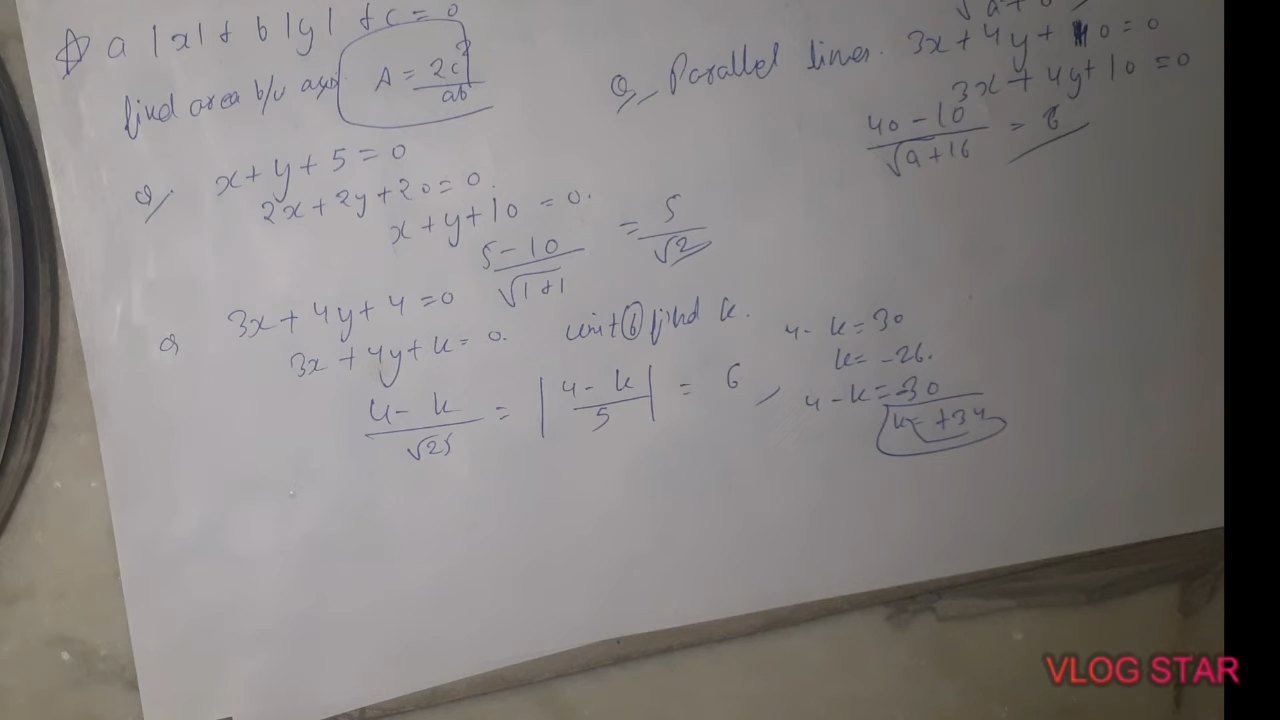 a |x| + b |y| + c = 0
find area b/w
A = 2c²/ab
Q, x + y + 5 = 0
2x + 2y + 20 = 0.
x + y + 10 = 0.
5 - 10/√1+1 = 5/√2
Q, Parallel lines. 3x + 4y + 40 = 0
3x + 4y + 10 = 0
40 - 10/√9+16 = 6
Q 3x + 4y + 4 = 0
3x + 4y + k = 0. unit 6 find k.
4 - k/√25 = |4 - k/5| = 6,
4 - k = 30
k = -26.
4 - k = -30
k = +34
VLOG STAR